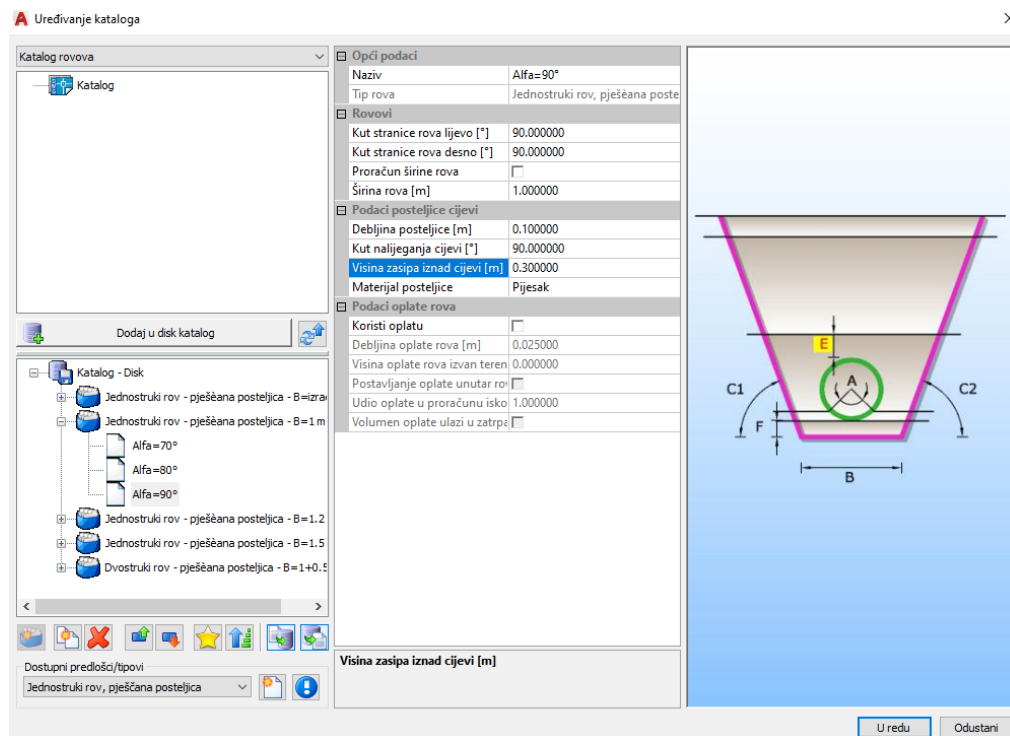 Uređivanje kataloga
Katalog rovova
Katalog
Dodaj u disk katalog
Katalog - Disk
Jednostruki rov - pješèana posteljica - B=izra
Jednostruki rov - pješèana posteljica - B=1 m
Alfa=70°
Alfa=80°
Alfa=90°
Jednostruki rov - pješèana posteljica - B=1.2
Jednostruki rov - pješèana posteljica - B=1.5
Dvostruki rov - pješèana posteljica - B=1+0.5
Dostupni predlošci/tipovi
Jednostruki rov, pješčana posteljica
Opći podaci
Naziv Alfa=90°
Tip rova Jednostruki rov, pješèana poste
Rovovi
Kut stranice rova lijevo [°] 90.000000
Kut stranice rova desno [°] 90.000000
Proračun širine rova
Širina rova [m] 1.000000
Podaci posteljice cijevi
Debljina posteljice [m] 0.100000
Kut nalijeganja cijevi [°] 90.000000
Visina zasipa iznad cijevi [m] 0.300000
Materijal posteljice Pijesak
Podaci oplate rova
Koristi oplatu
Debljina oplate rova [m] 0.025000
Visina oplate rova izvan teren 0.000000
Postavljanje oplate unutar rov
Udio oplate u proračunu isko 1.000000
Volumen oplate ulazi u zatrpa
Visina zasipa iznad cijevi [m]
E
A
C1
C2
F
B
U redu
Odustani